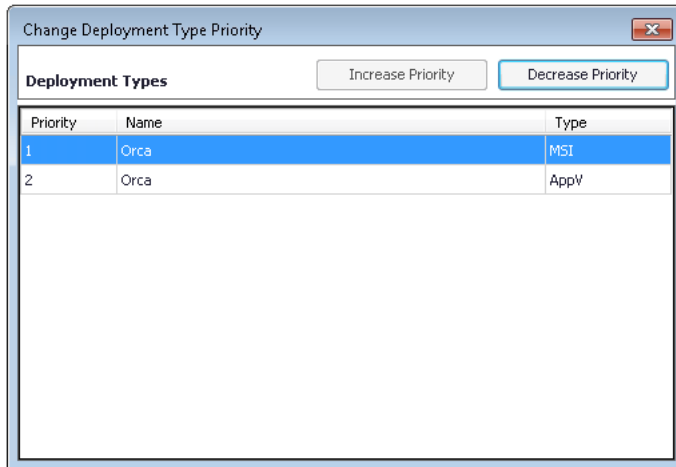 Change Deployment Type Priority
Deployment Types Increase Priority Decrease Priority
Priority Name Type
1 Orca MSI
2 Orca AppV